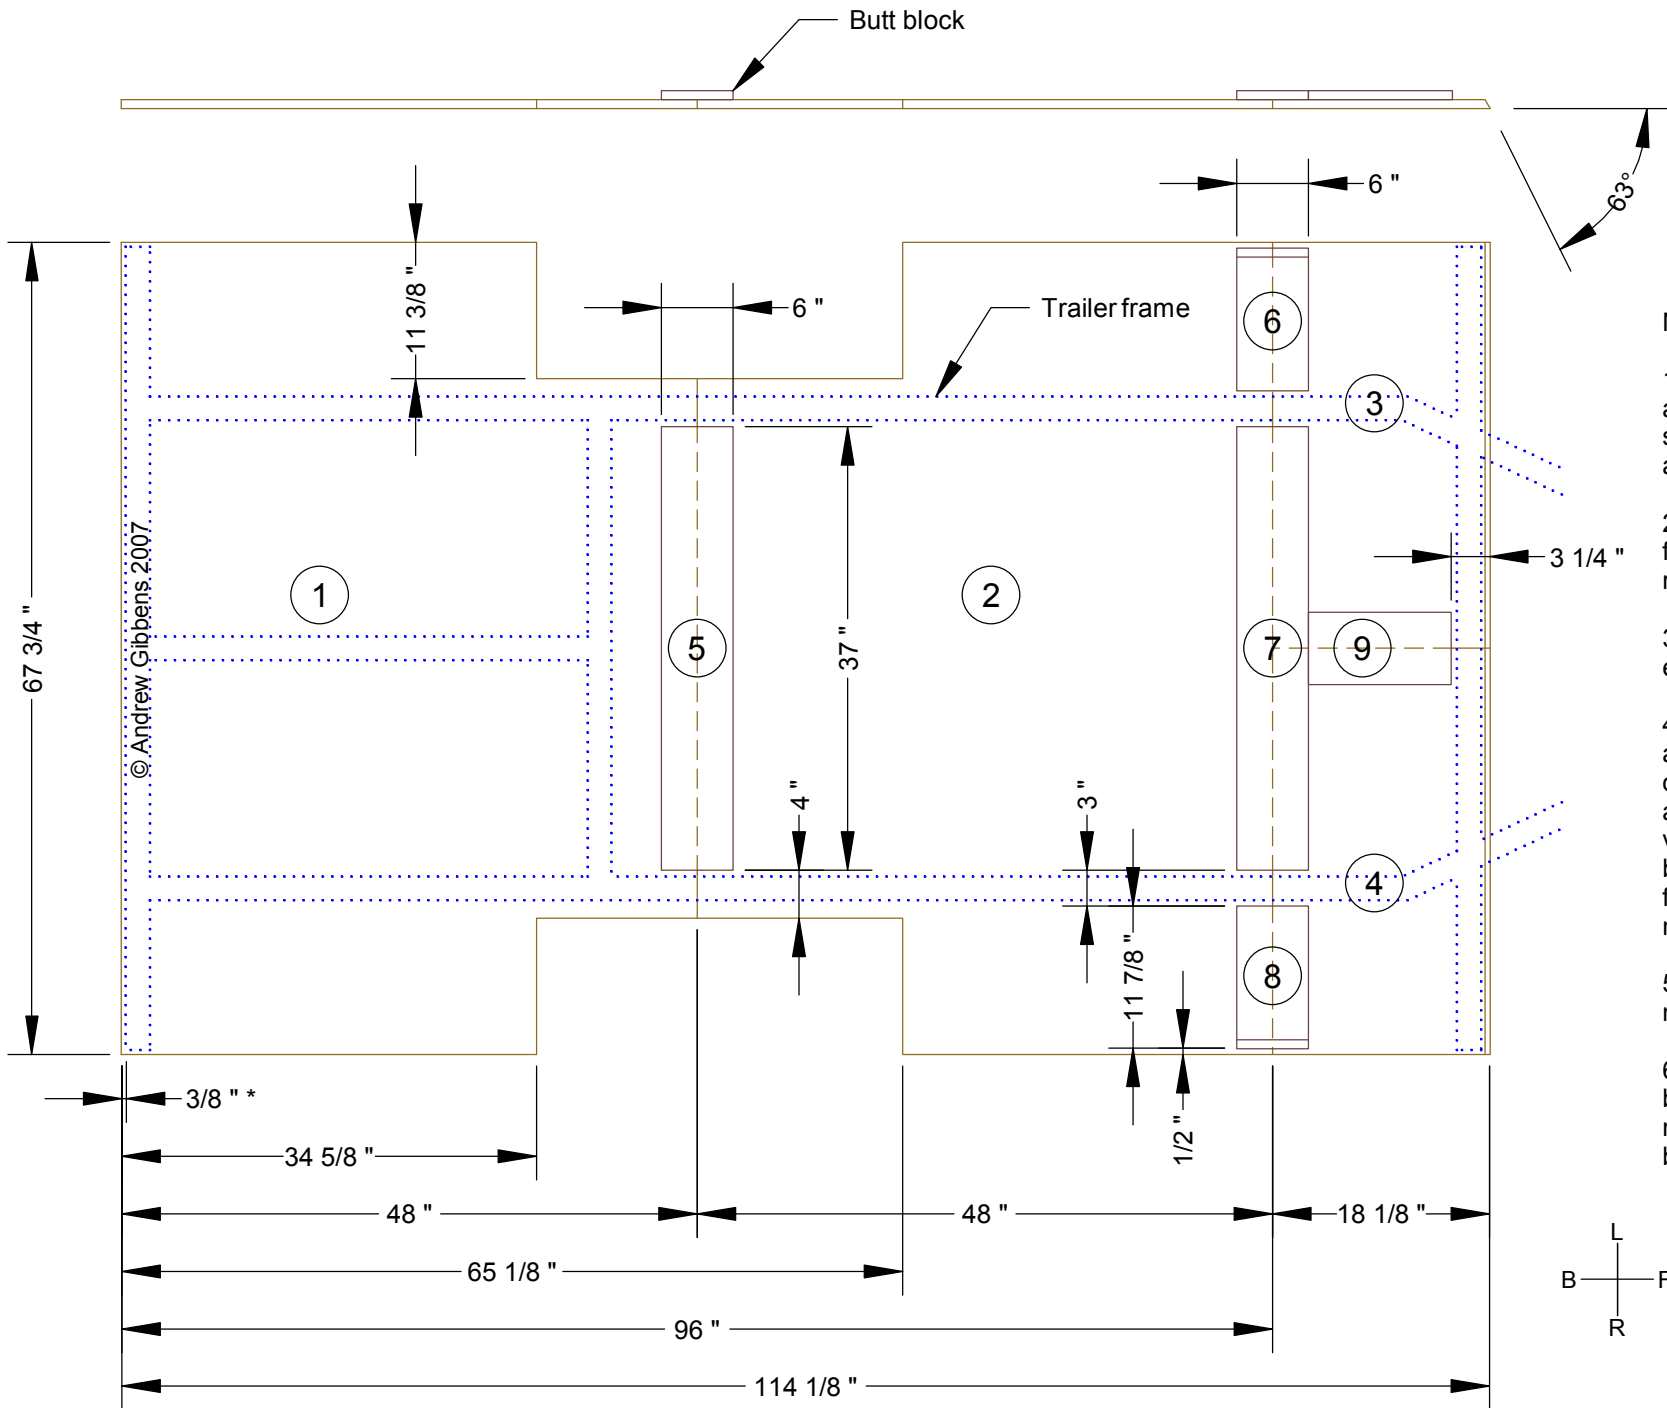 Butt block
63°
6 "
11 3/8 "
6 "
Trailer frame
6
3
© Andrew Gibbens 2007
1
2
3 1/4 "
67 3/4 "
5
37 "
7
9
4 "
3 "
4
11 7/8 "
8
3/8 " *
1/2 "
34 5/8 "
48 "
48 "
18 1/8 "
65 1/8 "
96 "
114 1/8 "
L
B
R